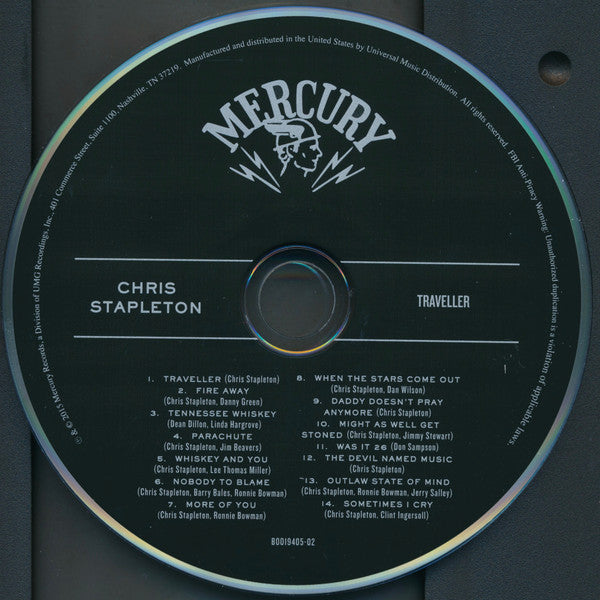 ℗ © 2015 Mercury Records, a Division of UMG Recordings, Inc., 401 Commerce Street, Suite 1100, Nashville, TN 37219. Manufactured and distributed in the United States by Universal Music Distribution. All rights reserved. FBI Anti-Piracy Warning: Unauthorized duplication is a violation of applicable laws.
MERCURY
CHRIS
STAPLETON
TRAVELLER
1. TRAVELLER (Chris Stapleton)
2. FIRE AWAY
(Chris Stapleton, Danny Green)
3. TENNESSEE WHISKEY
(Dean Dillon, Linda Hargrove)
4. PARACHUTE
(Chris Stapleton, Jim Beavers)
5. WHISKEY AND YOU
(Chris Stapleton, Lee Thomas Miller)
6. NOBODY TO BLAME
(Chris Stapleton, Barry Bales, Ronnie Bowman)
7. MORE OF YOU
(Chris Stapleton, Ronnie Bowman)
8. WHEN THE STARS COME OUT
(Chris Stapleton, Dan Wilson)
9. DADDY DOESN'T PRAY
ANYMORE (Chris Stapleton)
10. MIGHT AS WELL GET
STONED (Chris Stapleton, Jimmy Stewart)
11. WAS IT 26 (Don Sampson)
12. THE DEVIL NAMED MUSIC
(Chris Stapleton)
13. OUTLAW STATE OF MIND
(Chris Stapleton, Ronnie Bowman, Jerry Salley)
14. SOMETIMES I CRY
(Chris Stapleton, Clint Ingersoll)
B0019405-02